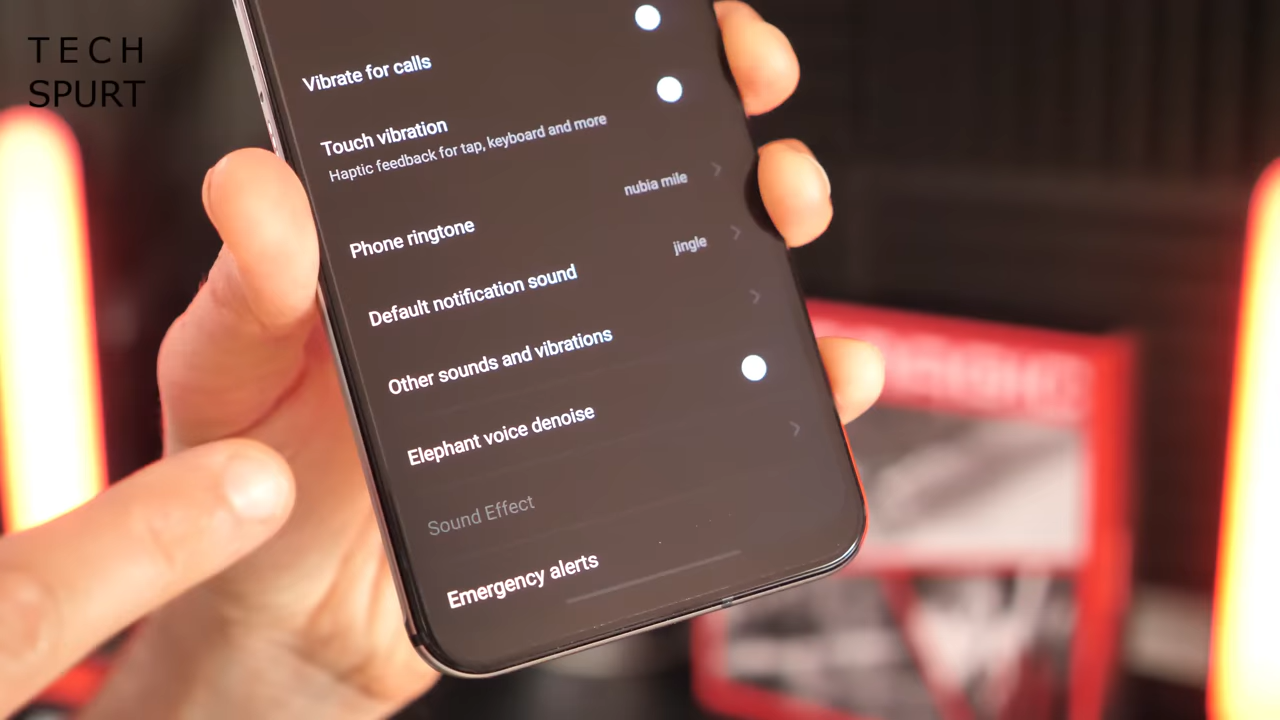 TECH
SPURT
Vibrate for calls
Touch vibration
Haptic feedback for tap, keyboard and more
Phone ringtone
nubia mile
Default notification sound
jingle
Other sounds and vibrations
Elephant voice denoise
Sound Effect
Emergency alerts